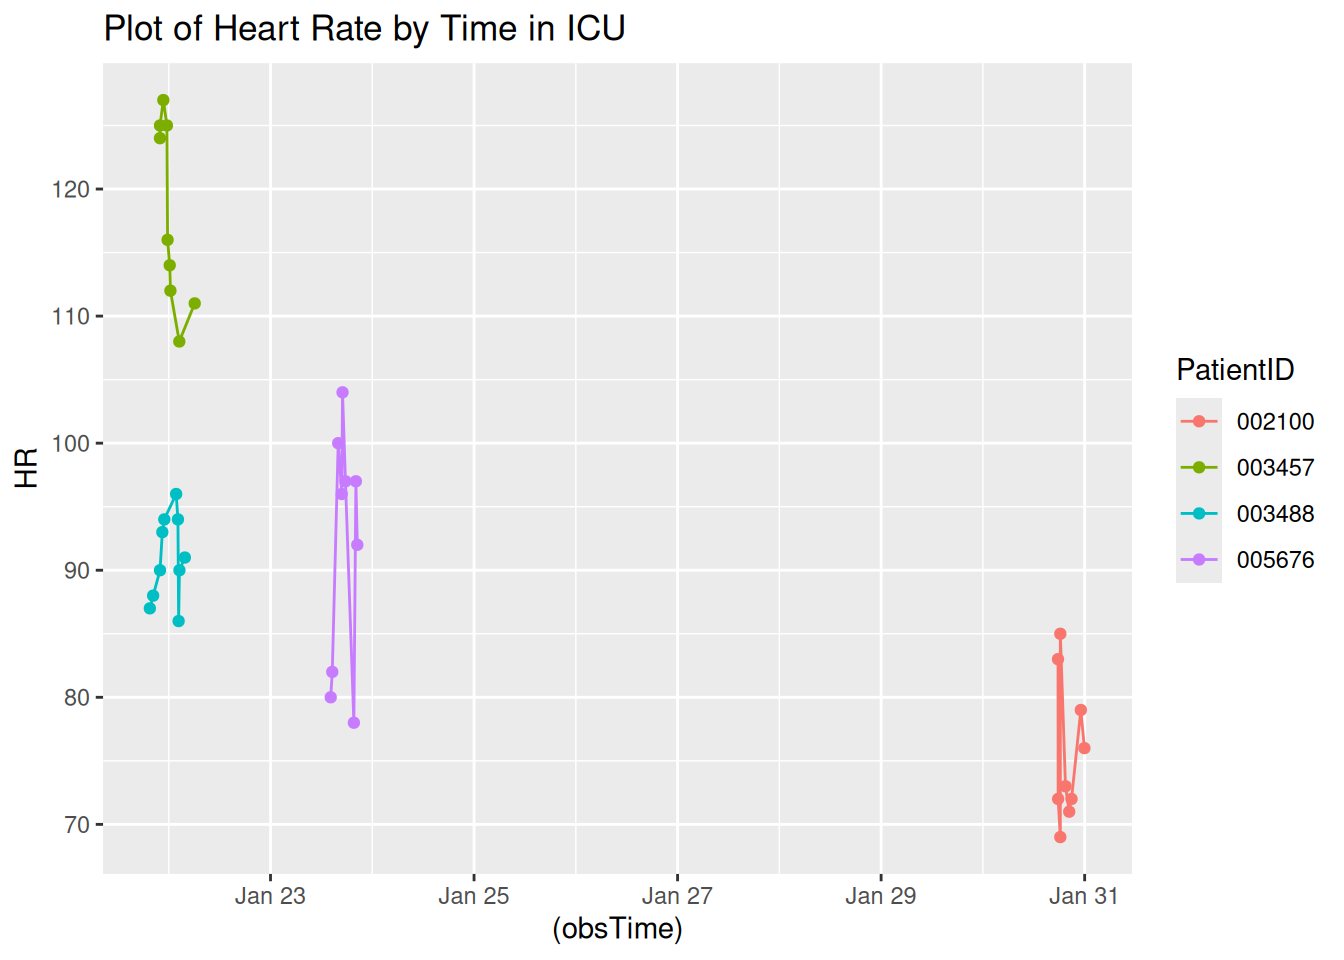 Plot of Heart Rate by Time in ICU
HR
120
110
100
90
80
70
Jan 23 Jan 25 Jan 27 Jan 29 Jan 31
(obsTime)
PatientID
002100
003457
003488
005676